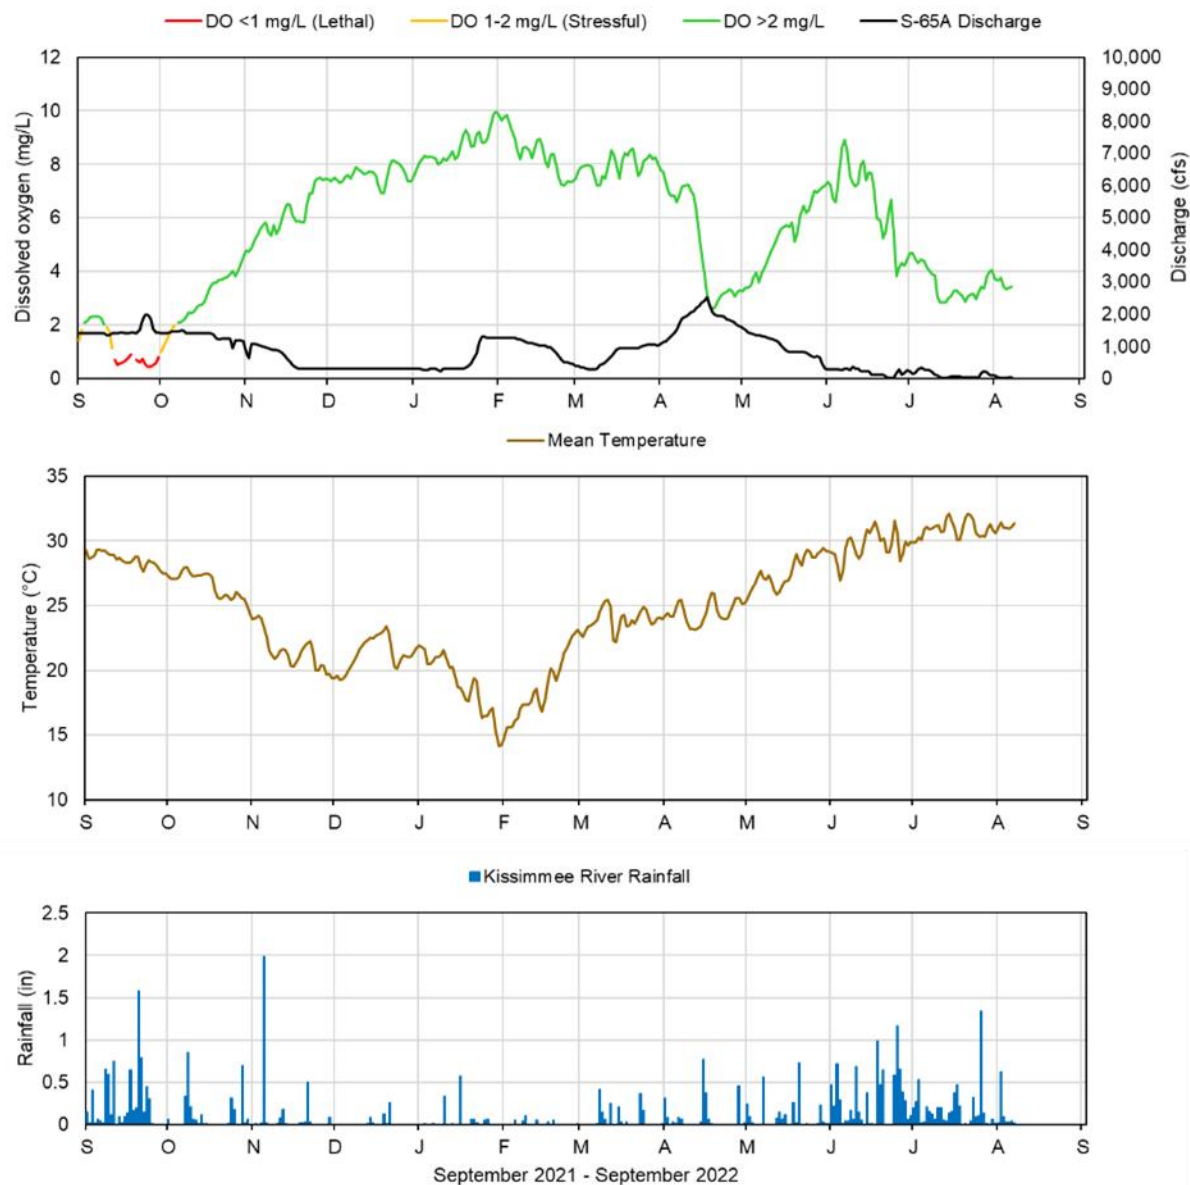 DO <1 mg/L (Lethal) DO 1-2 mg/L (Stressful) DO >2 mg/L S-65A Discharge
12 10,000
9,000
10 8,000
7,000
8
6,000
6 5,000
4,000
4
3,000
2 2,000
1,000
0 0
Dissolved oxygen (mg/L)
Discharge (cfs)
S O N D J F M A M J J A S
Mean Temperature
35
30
25
20
15
10
Temperature (°C)
S O N D J F M A M J J A S
Kissimmee River Rainfall
2.5
2
1.5
1
0.5
0
Rainfall (in)
S O N D J F M A M J J A S
September 2021 - September 2022